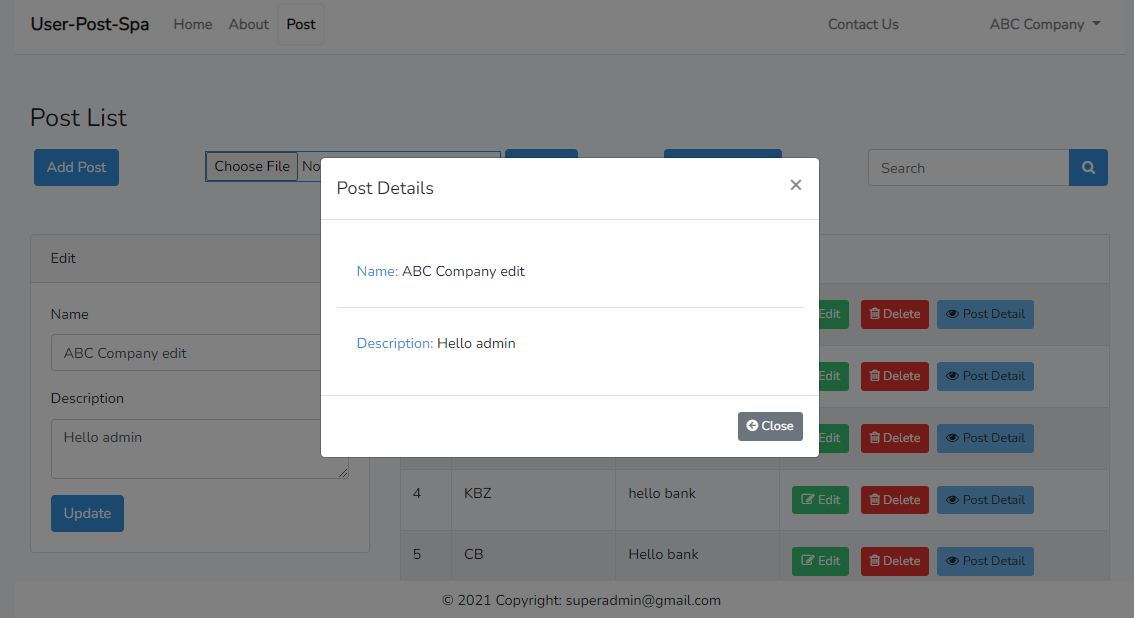 User-Post-Spa Home About Post Contact Us ABC Company
Post List
Add Post Choose File No Search
Post Details ×
Name: ABC Company edit
Description: Hello admin
Close
Edit
Name
ABC Company edit
Description
Hello admin
Update
Edit Delete Post Detail
Edit Delete Post Detail
Edit Delete Post Detail
4 KBZ hello bank Edit Delete Post Detail
5 CB Hello bank Edit Delete Post Detail
© 2021 Copyright: superadmin@gmail.com